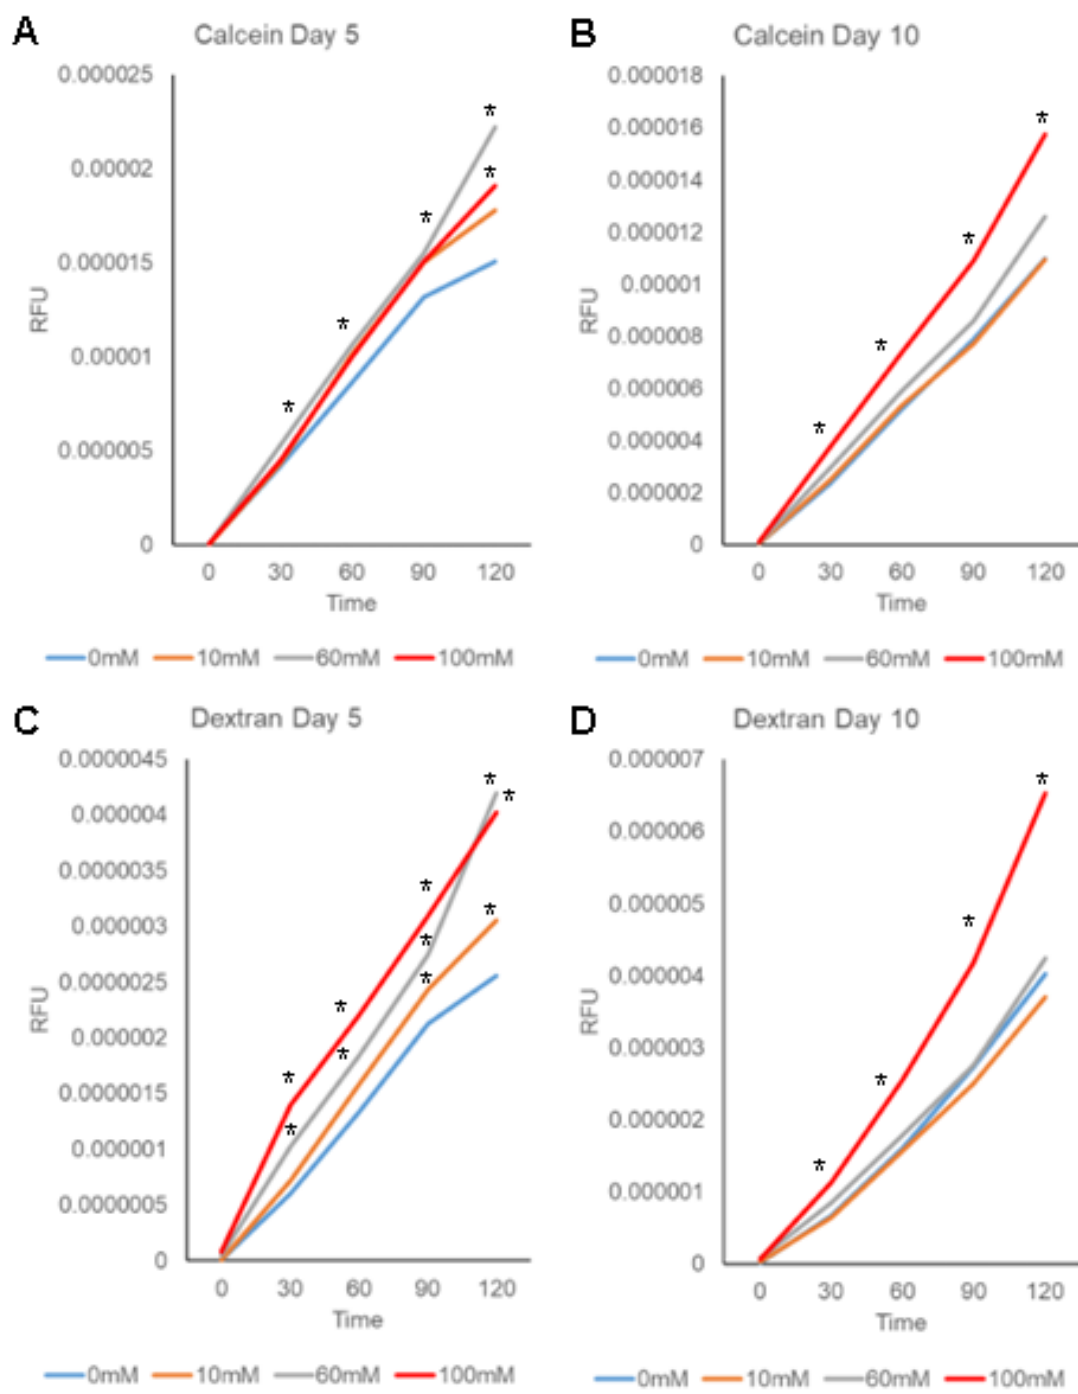 A
Calcein Day 5
0.000025
0.00002
0.000015
0.00001
0.000005
0
RFU
*
*
*
*
*
0 30 60 90 120
Time
0mM 10mM 60mM 100mM
B
Calcein Day 10
0.000018
0.000016
0.000014
0.000012
0.00001
0.000008
0.000006
0.000004
0.000002
0
RFU
*
*
*
*
0 30 60 90 120
Time
0mM 10mM 60mM 100mM
C
Dextran Day 5
0.0000045
0.000004
0.0000035
0.000003
0.0000025
0.000002
0.0000015
0.000001
0.0000005
0
RFU
*
*
*
*
*
*
*
*
*
*
0 30 60 90 120
Time
0mM 10mM 60mM 100mM
D
Dextran Day 10
0.000007
0.000006
0.000005
0.000004
0.000003
0.000002
0.000001
0
RFU
*
*
*
*
0 30 60 90 120
Time
0mM 10mM 60mM 100mM